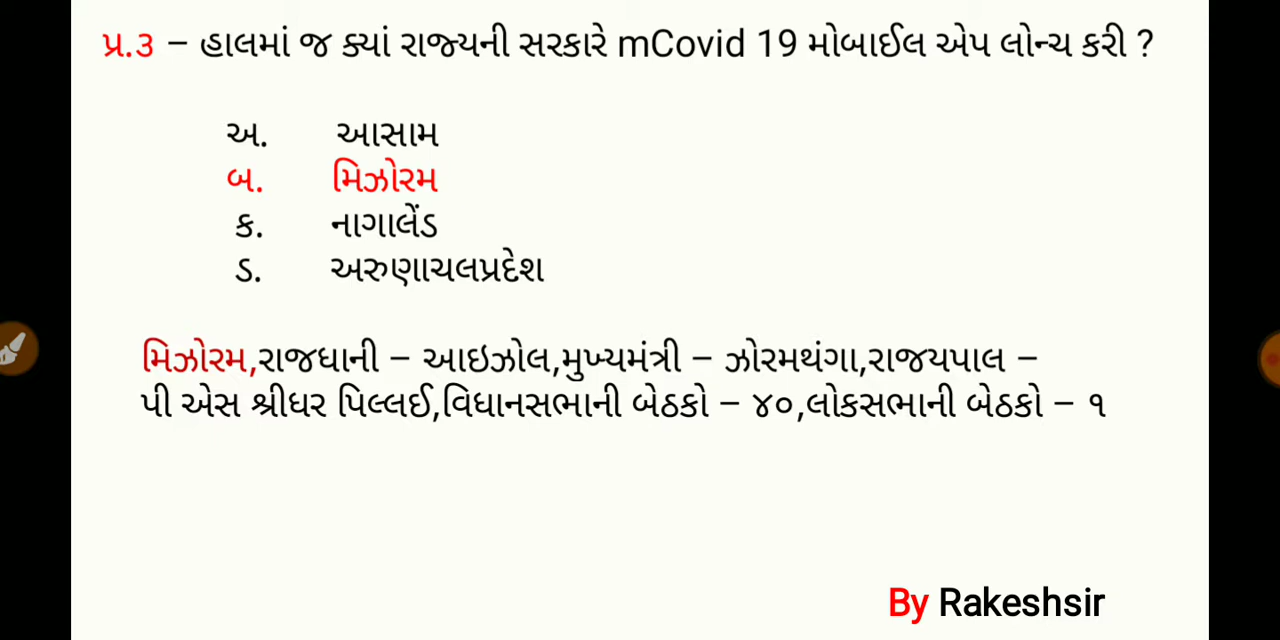 પ્ર.૩ – હાલમાં જ ક્યાં રાજ્યની સરકારે mCovid 19 મોબાઈલ એપ લોન્ચ કરી ?
અ. આસામ
બ. મિઝોરમ
ક. નાગાલેંડ
ડ. અરુણાચલપ્રદેશ
મિઝોરમ,રાજધાની – આઇઝોલ,મુખ્યમંત્રી – ઝોરમથંગા,રાજયપાલ –
પી એસ શ્રીધર પિલ્લઈ,વિધાનસભાની બેઠકો – ૪૦,લોકસભાની બેઠકો – ૧
By Rakeshsir